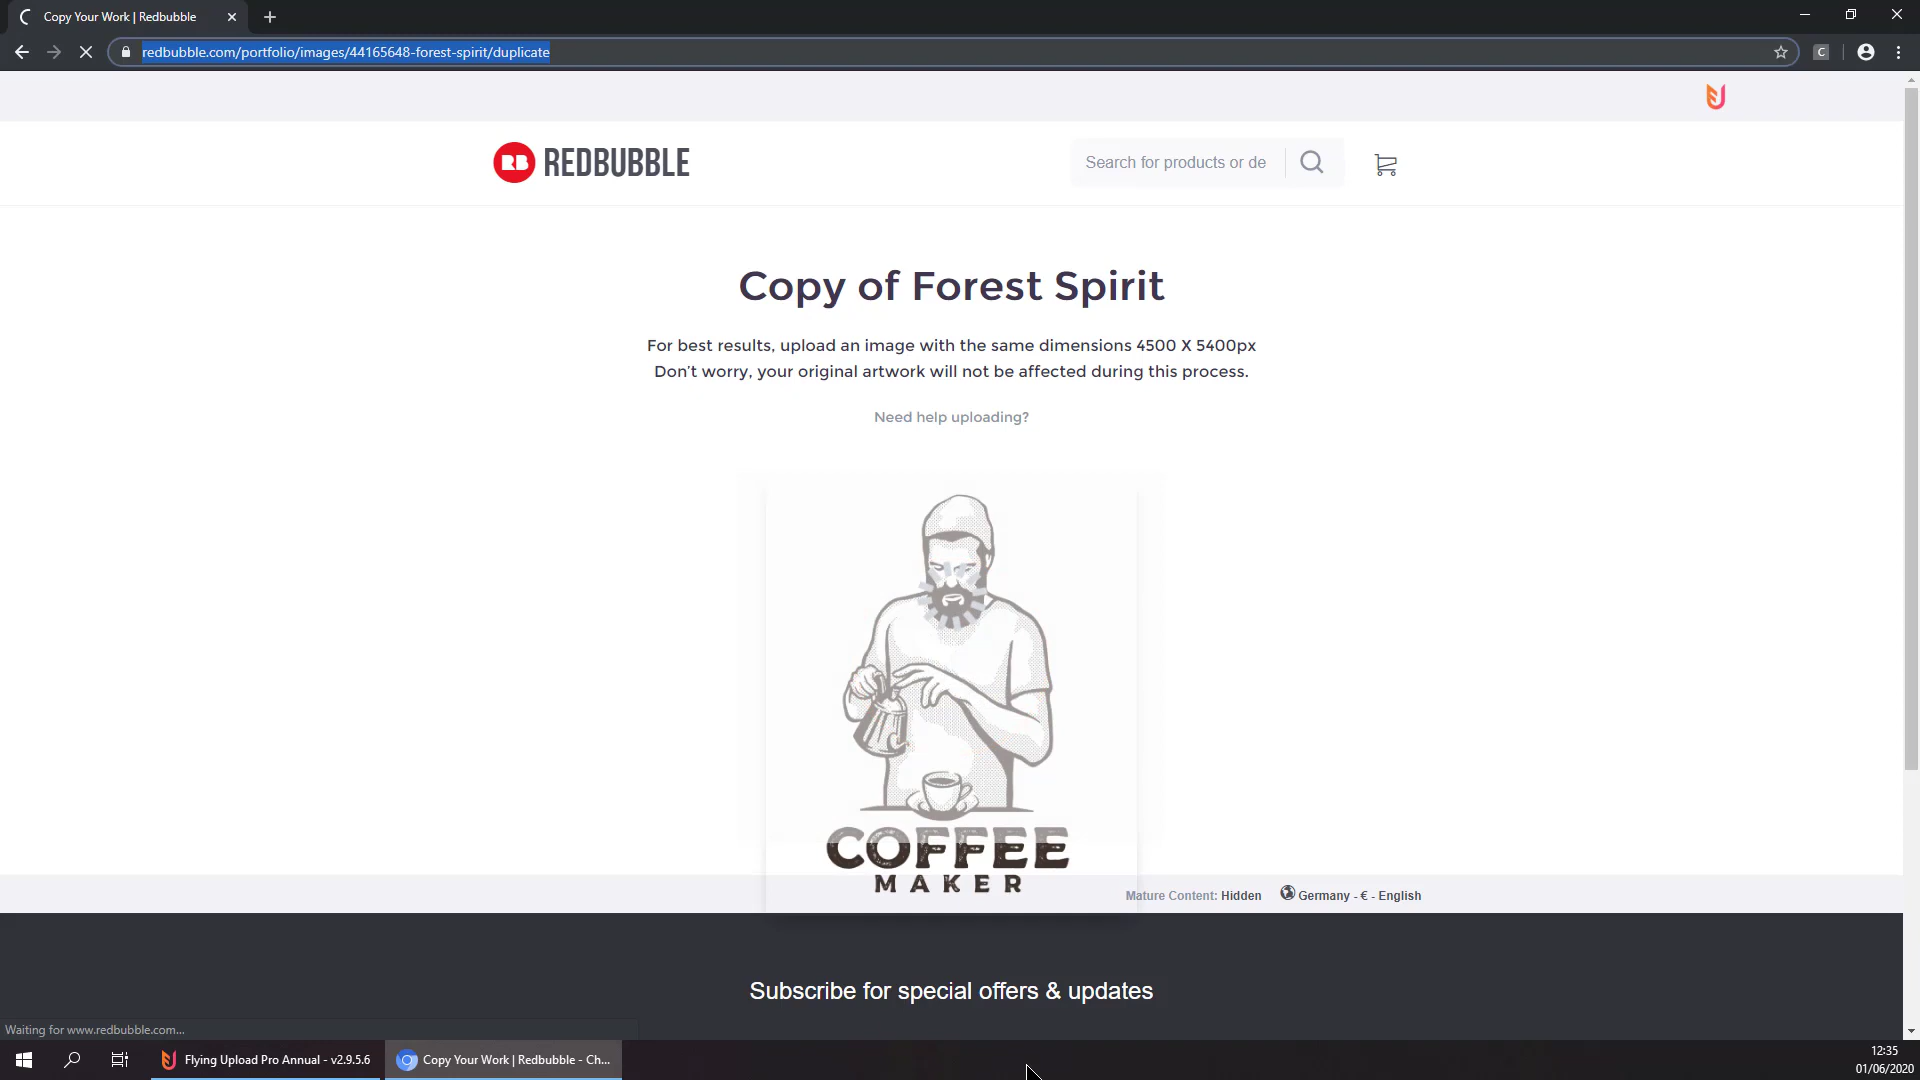 Copy Your Work | Redbubble
redbubble.com/portfolio/images/44165648-forest-spirit/duplicate
C
RB REDBUBBLE
Search for products or de
Copy of Forest Spirit
For best results, upload an image with the same dimensions 4500 X 5400px
Don't worry, your original artwork will not be affected during this process.
Need help uploading?
COFFEE
MAKER
Mature Content: Hidden Germany - € - English
Subscribe for special offers & updates
Waiting for www.redbubble.com...
Flying Upload Pro Annual - v2.9.5.6
Copy Your Work | Redbubble - Ch...
12:35
01/06/2020